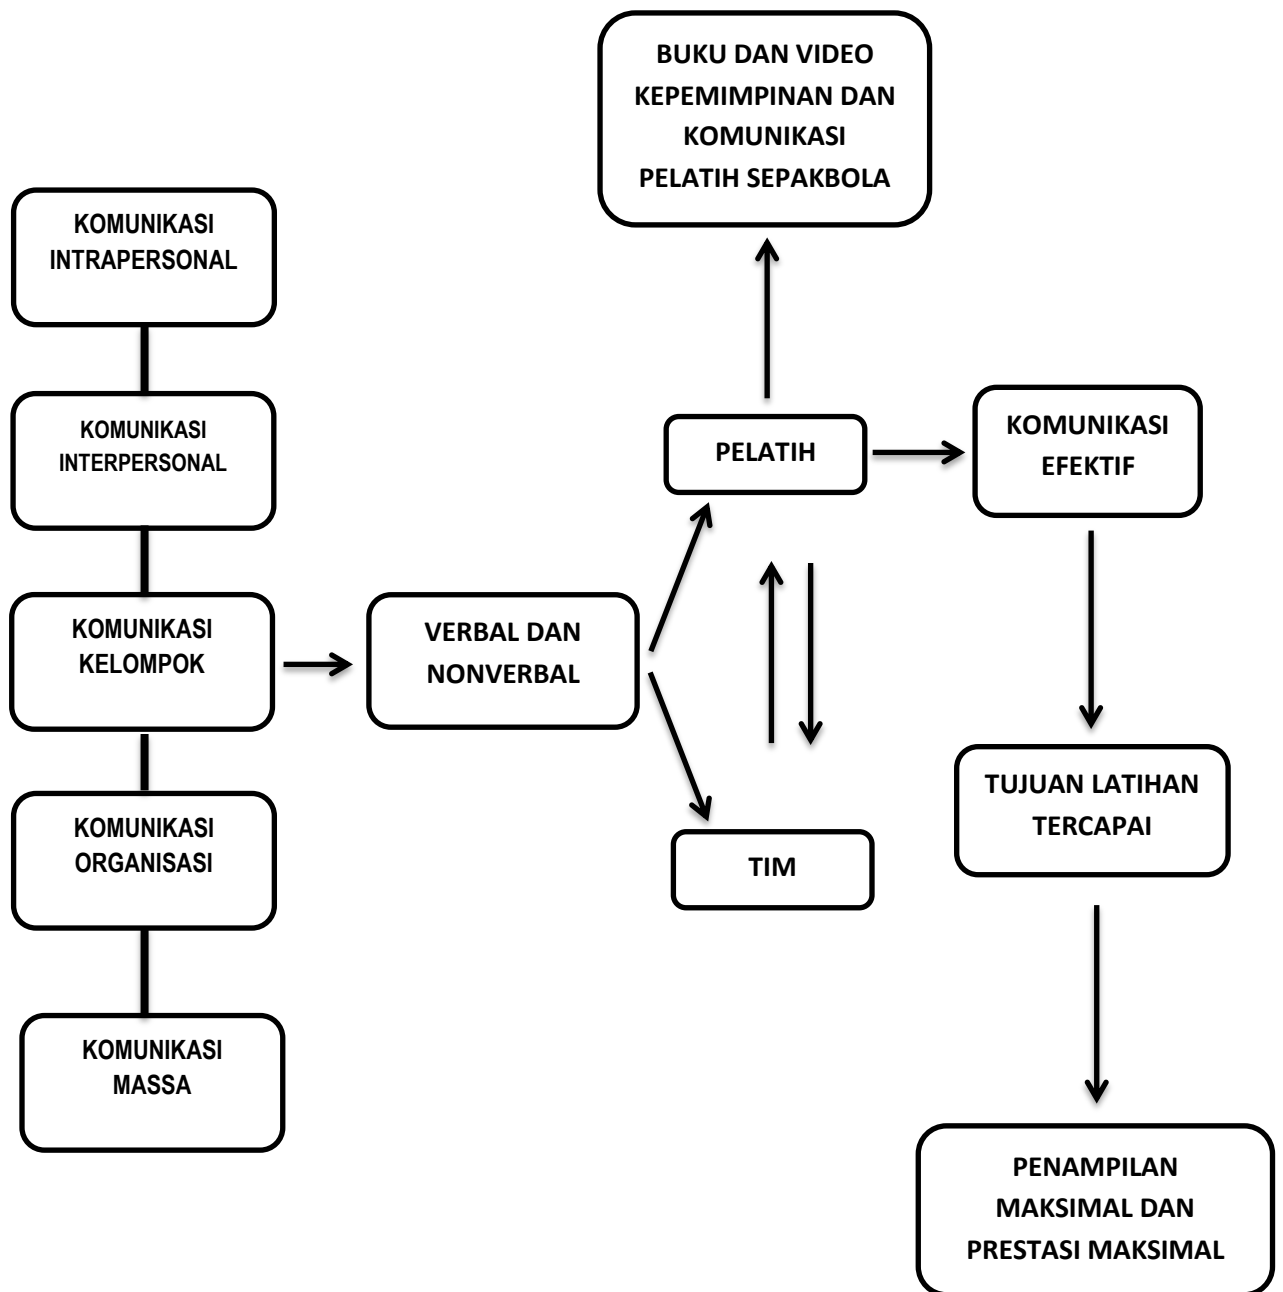 BUKU DAN VIDEO
KEPEMIMPINAN DAN
KOMUNIKASI
PELATIH SEPAKBOLA
KOMUNIKASI
INTRAPERSONAL
KOMUNIKASI
INTERPERSONAL
KOMUNIKASI
KELOMPOK
KOMUNIKASI
ORGANISASI
KOMUNIKASI
MASSA
VERBAL DAN
NONVERBAL
PELATIH
TIM
KOMUNIKASI
EFEKTIF
TUJUAN LATIHAN
TERCAPAI
PENAMPILAN
MAKSIMAL DAN
PRESTASI MAKSIMAL